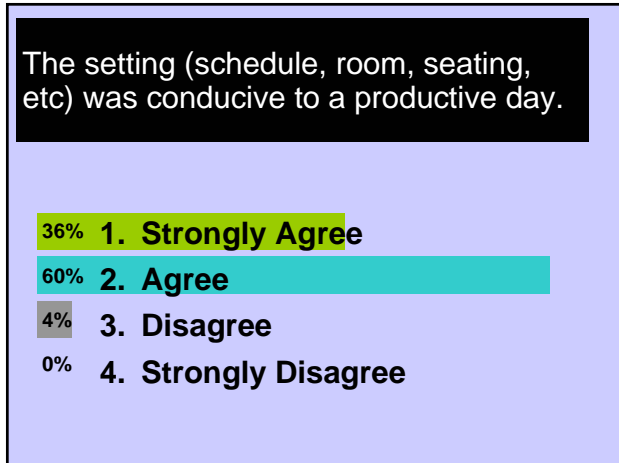 The setting (schedule, room, seating,
etc) was conducive to a productive day.
36% 1. Strongly Agree
60% 2. Agree
4% 3. Disagree
0% 4. Strongly Disagree